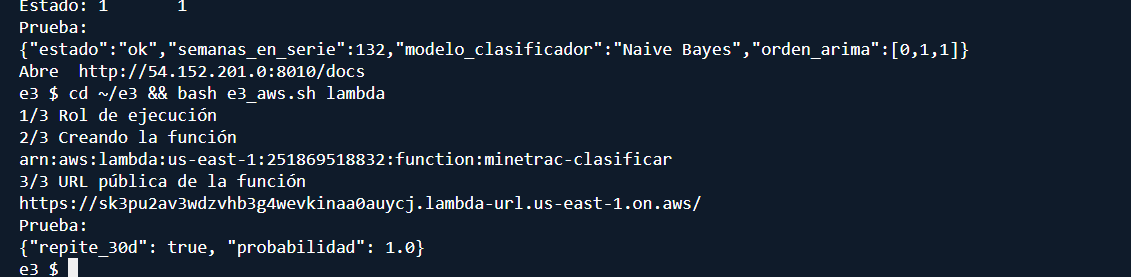 Estado: 1       1
Prueba:
{"estado":"ok","semanas_en_serie":132,"modelo_clasificador":"Naive Bayes","orden_arima":[0,1,1]}
Abre  http://54.152.201.0:8010/docs
e3 $ cd ~/e3 && bash e3_aws.sh lambda
1/3 Rol de ejecución
2/3 Creando la función
arn:aws:lambda:us-east-1:251869518832:function:minetrac-clasificar
3/3 URL pública de la función
https://sk3pu2av3wdzvhb3g4wevkinaa0auycj.lambda-url.us-east-1.on.aws/
Prueba:
{"repite_30d": true, "probabilidad": 1.0}
e3 $